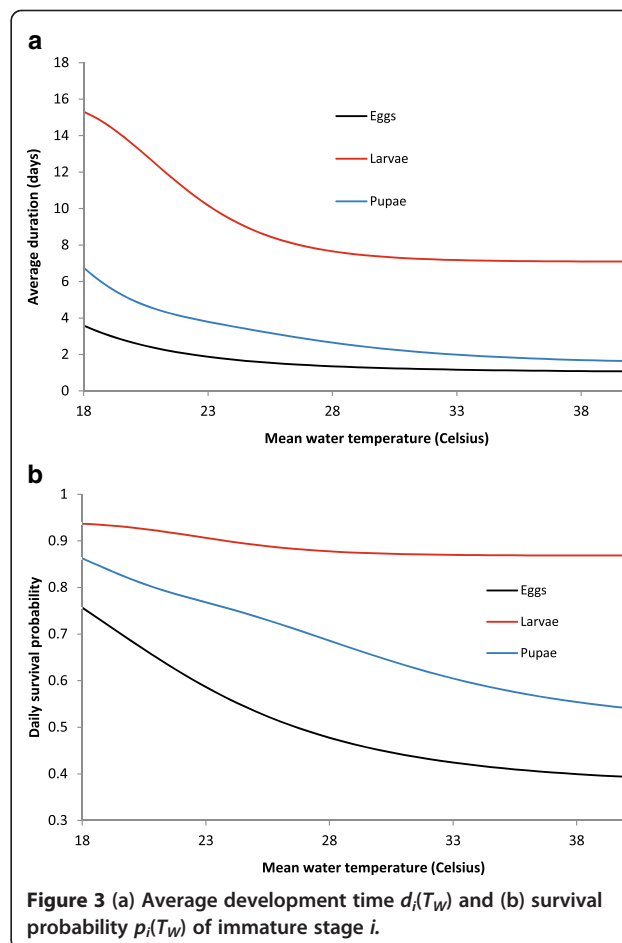 a
18
16
14
12
10
8
6
4
2
0
Average duration (days)
Eggs
Larvae
Pupae
18 23 28 33 38
Mean water temperature (Celsius)
b
1
0.9
0.8
0.7
0.6
0.5
0.4
0.3
Daily survival probability
Eggs
Larvae
Pupae
18 23 28 33 38
Mean water temperature (Celsius)
Figure 3 (a) Average development time di(TW) and (b) survival
probability pi(TW) of immature stage i.